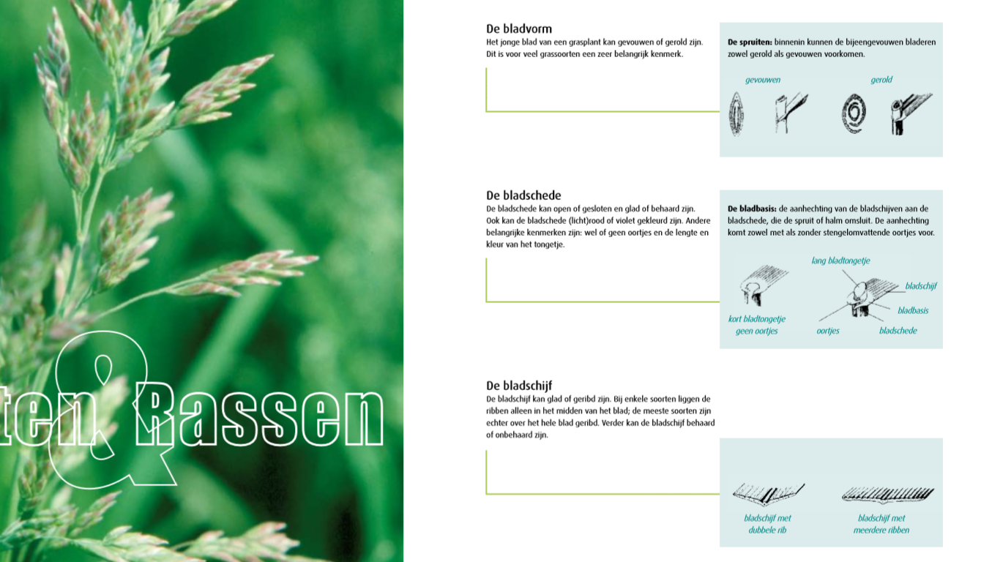 ten & Rassen
De bladvorm
Het jonge blad van een grasplant kan gevouwen of gerold zijn.
Dit is voor veel grassoorten een zeer belangrijk kenmerk.
De spruiten: binnenin kunnen de bijeengevouwen bladeren
zowel gerold als gevouwen voorkomen.
gevouwen
gerold
De bladschede
De bladschede kan open of gesloten en glad of behaard zijn.
Ook kan de bladschede (licht)rood of violet gekleurd zijn. Andere
belangrijke kenmerken zijn: wel of geen oortjes en de lengte en
kleur van het tongetje.
De bladbasis: de aanhechting van de bladschijven aan de
bladschede, die de spruit of halm omsluit. De aanhechting
komt zowel met als zonder stengelomvattende oortjes voor.
lang bladtongetje
bladschijf
bladbasis
kort bladtongetje
geen oortjes
oortjes
bladschede
De bladschijf
De bladschijf kan glad of geribd zijn. Bij enkele soorten liggen de
ribben alleen in het midden van het blad; de meeste soorten zijn
echter over het hele blad geribd. Verder kan de bladschijf behaard
of onbehaard zijn.
bladschijf met
dubbele rib
bladschijf met
meerdere ribben